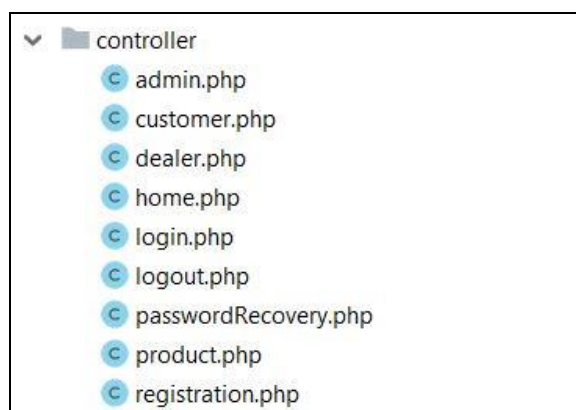 controller
C admin.php
C customer.php
C dealer.php
C home.php
C login.php
C logout.php
C passwordRecovery.php
C product.php
C registration.php